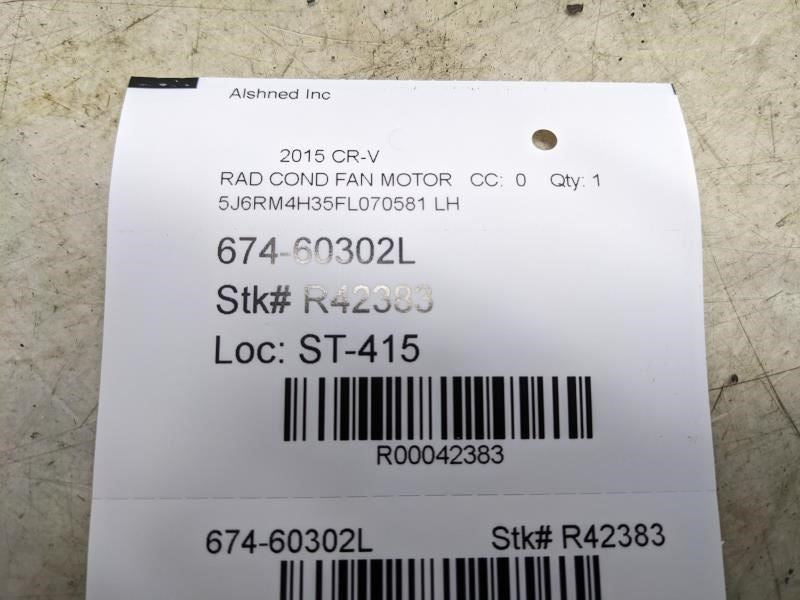 Alshned Inc
2015 CR-V
RAD COND FAN MOTOR CC: 0 Qty: 1
5J6RM4H35FL070581 LH
674-60302L
Stk# R42383
Loc: ST-415
R00042383
674-60302L Stk# R42383